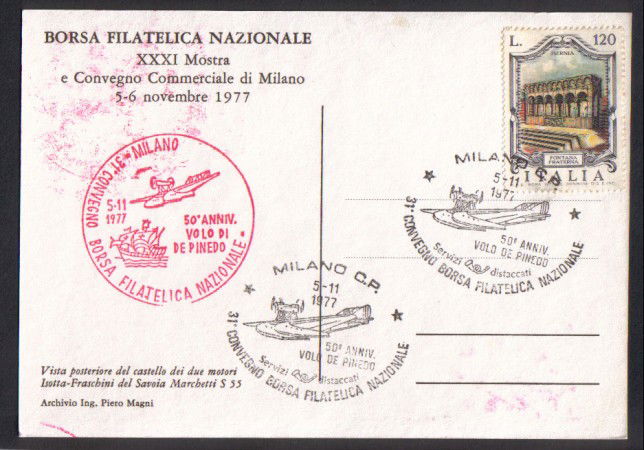 BORSA FILATELICA NAZIONALE
XXXI Mostra
e Convegno Commerciale di Milano
5-6 novembre 1977
L. 120
ISERNIA
FONTANA
FRATERNA
ITALIA
31° CONVEGNO MILANO
5-11
1977
50° ANNIV.
VOLO DI
DE PINEDO
BORSA FILATELICA NAZIONALE
MILANO C.P.
5-11
1977
50° ANNIV.
VOLO DE PINEDO
Servizi distaccati
31° CONVEGNO BORSA FILATELICA NAZIONALE
MILANO C.P.
5-11
1977
50° ANNIV.
VOLO DE PINEDO
Servizi distaccati
31° CONVEGNO BORSA FILATELICA NAZIONALE
Vista posteriore del castello dei due motori
Isotta-Fraschini del Savoia Marchetti S 55
Archivio Ing. Piero Magni